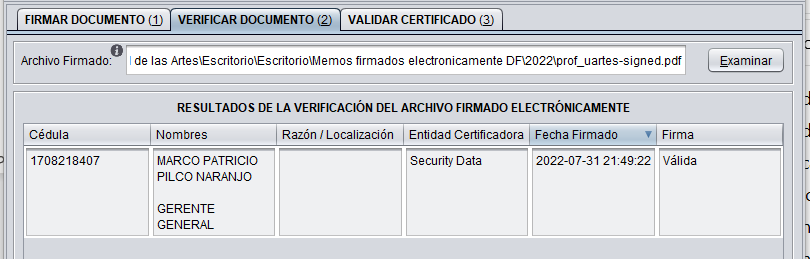 FIRMAR DOCUMENTO (1) VERIFICAR DOCUMENTO (2) VALIDAR CERTIFICADO (3)
Archivo Firmado: l de las Artes\Escritorio\Escritorio\Memos firmados electronicamente DF\2022\prof_uartes-signed.pdf Examinar
RESULTADOS DE LA VERIFICACIÓN DEL ARCHIVO FIRMADO ELECTRÓNICAMENTE
Cédula Nombres Razón / Localización Entidad Certificadora Fecha Firmado Firma
1708218407 MARCO PATRICIO Security Data 2022-07-31 21:49:22 Válida
PILCO NARANJO
GERENTE
GENERAL